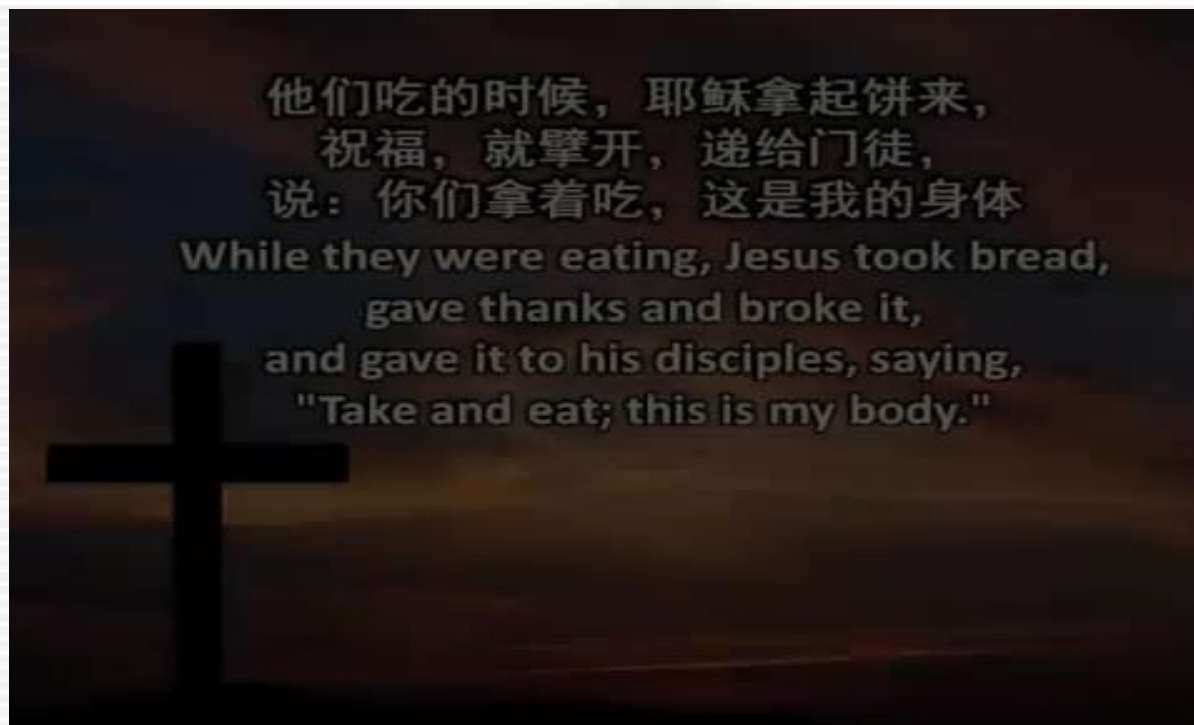 他们吃的时候，耶稣拿起饼来，
祝福，就擘开，递给门徒，
说：你们拿着吃，这是我的身体
While they were eating, Jesus took bread,
gave thanks and broke it,
and gave it to his disciples, saying,
"Take and eat; this is my body."